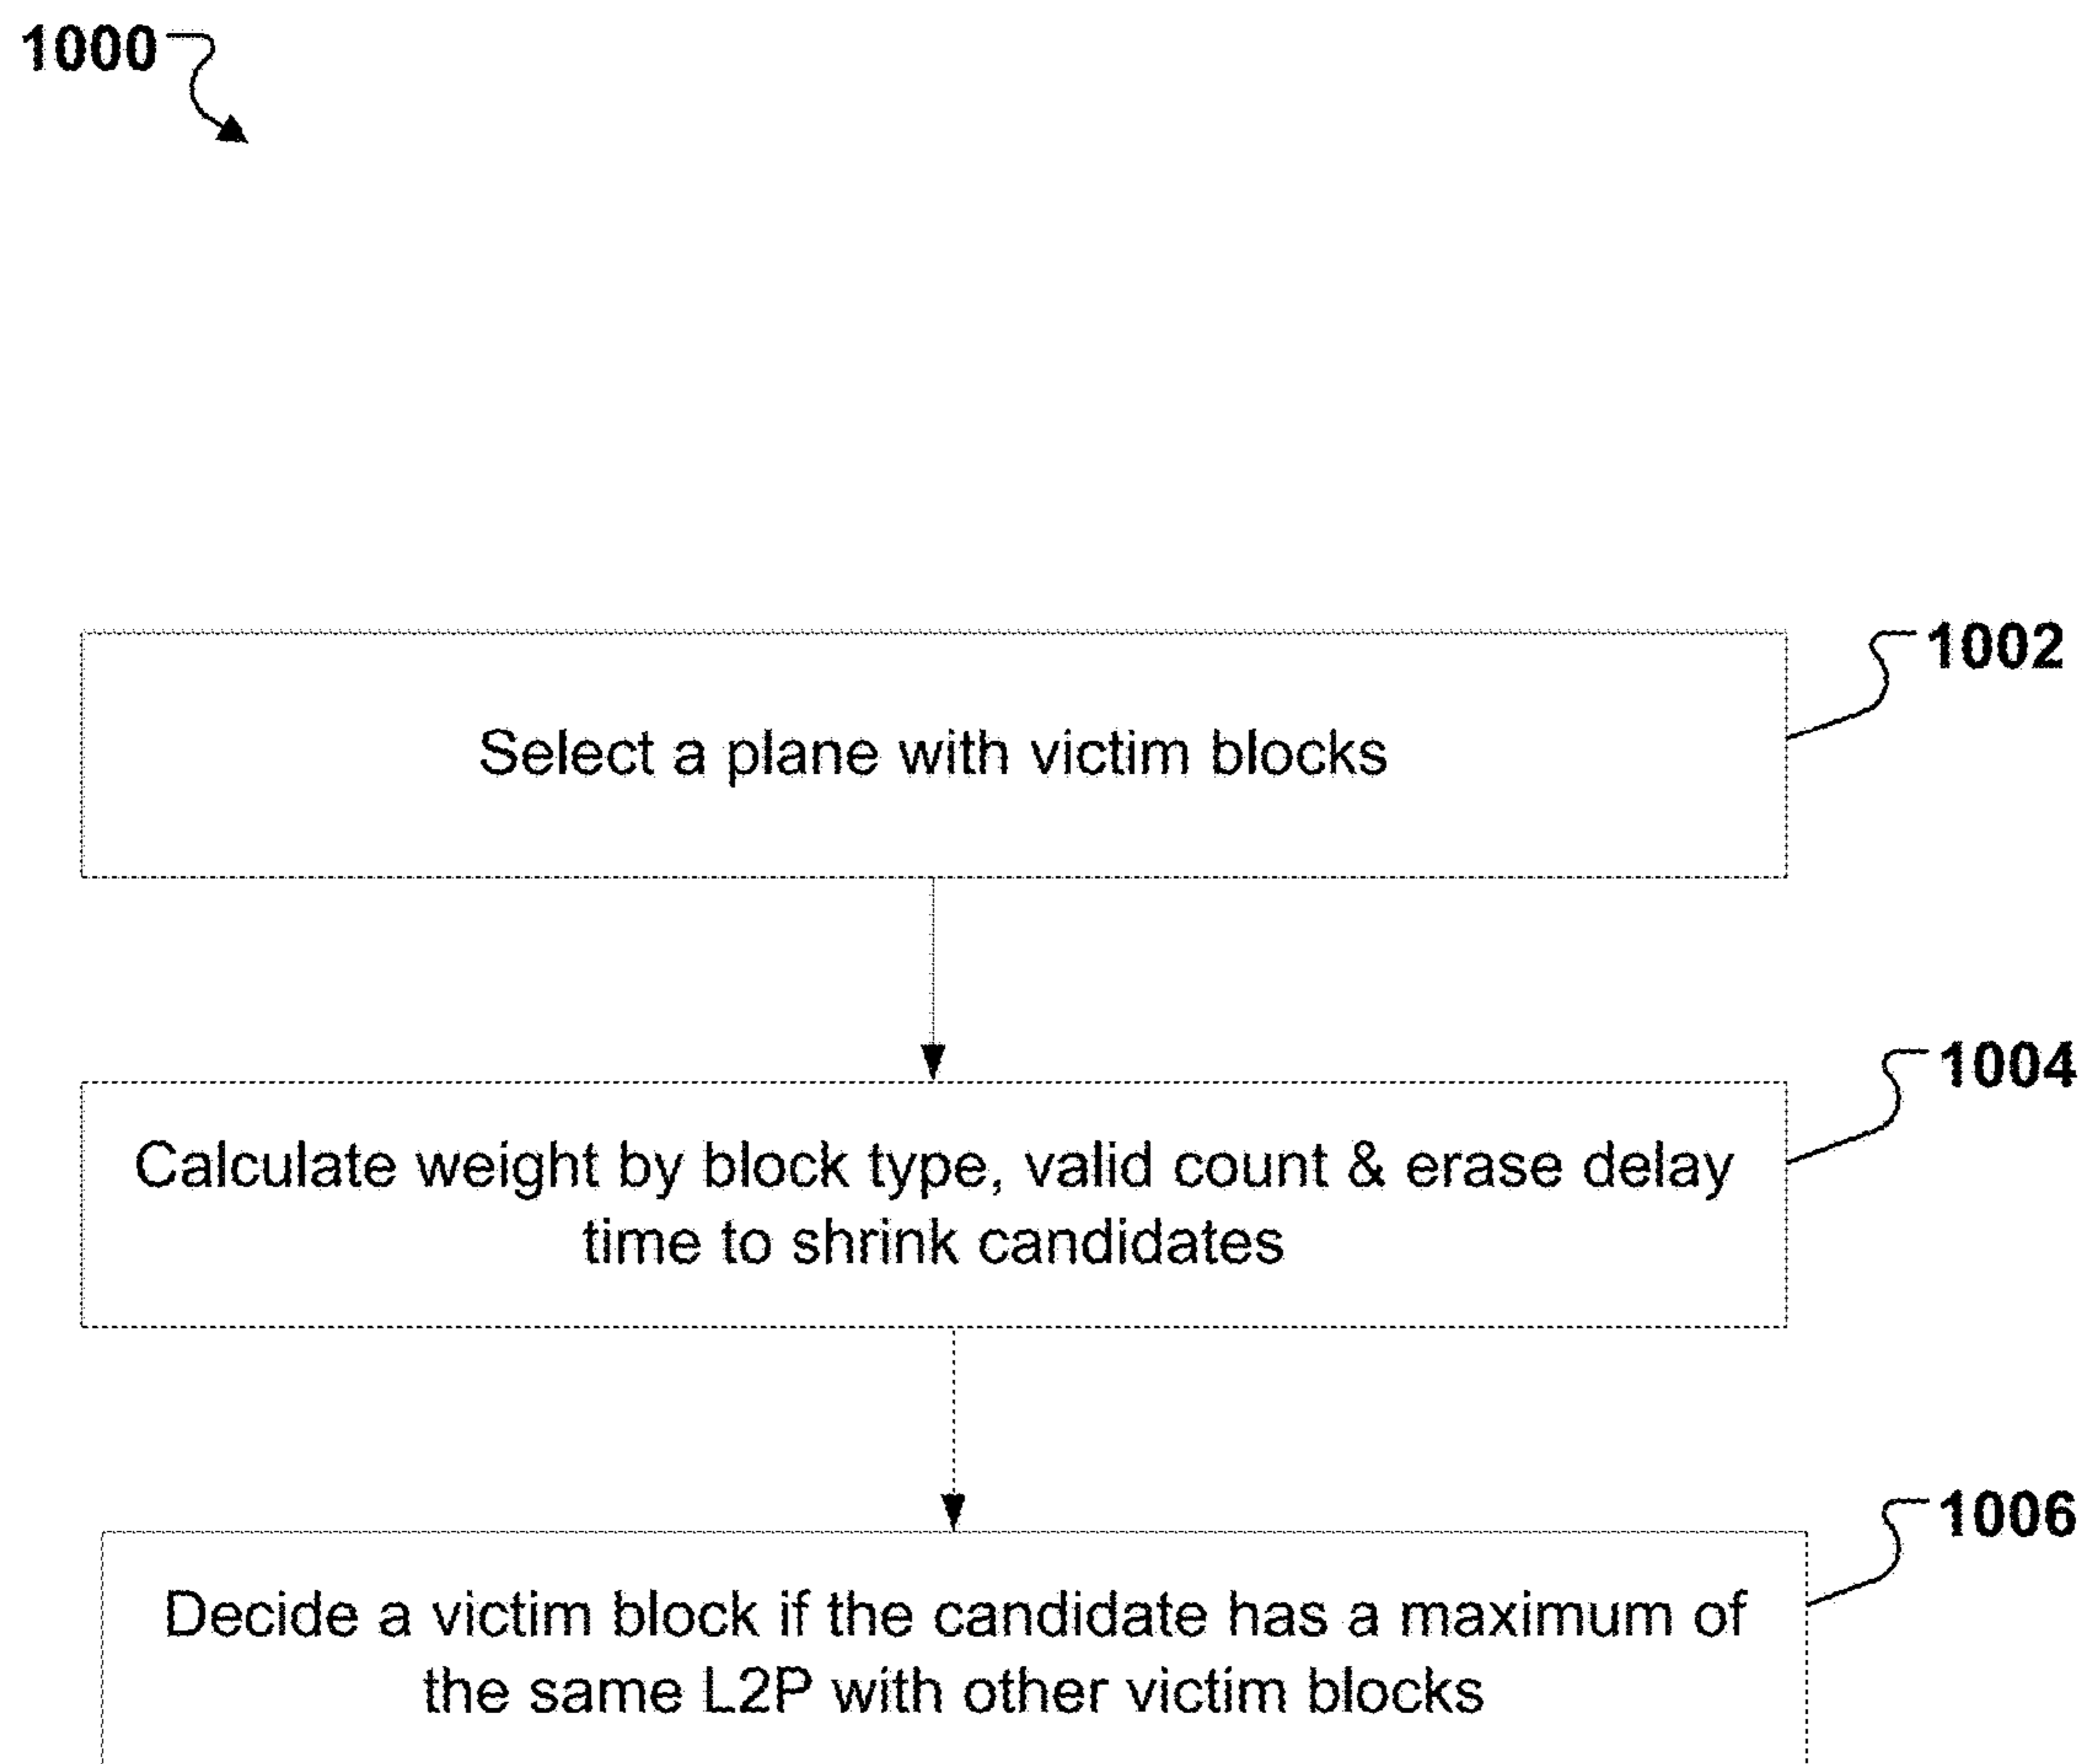 1000
1002
Select a plane with victim blocks
1004
Calculate weight by block type, valid count & erase delay
time to shrink candidates
1006
Decide a victim block if the candidate has a maximum of
the same L2P with other victim blocks